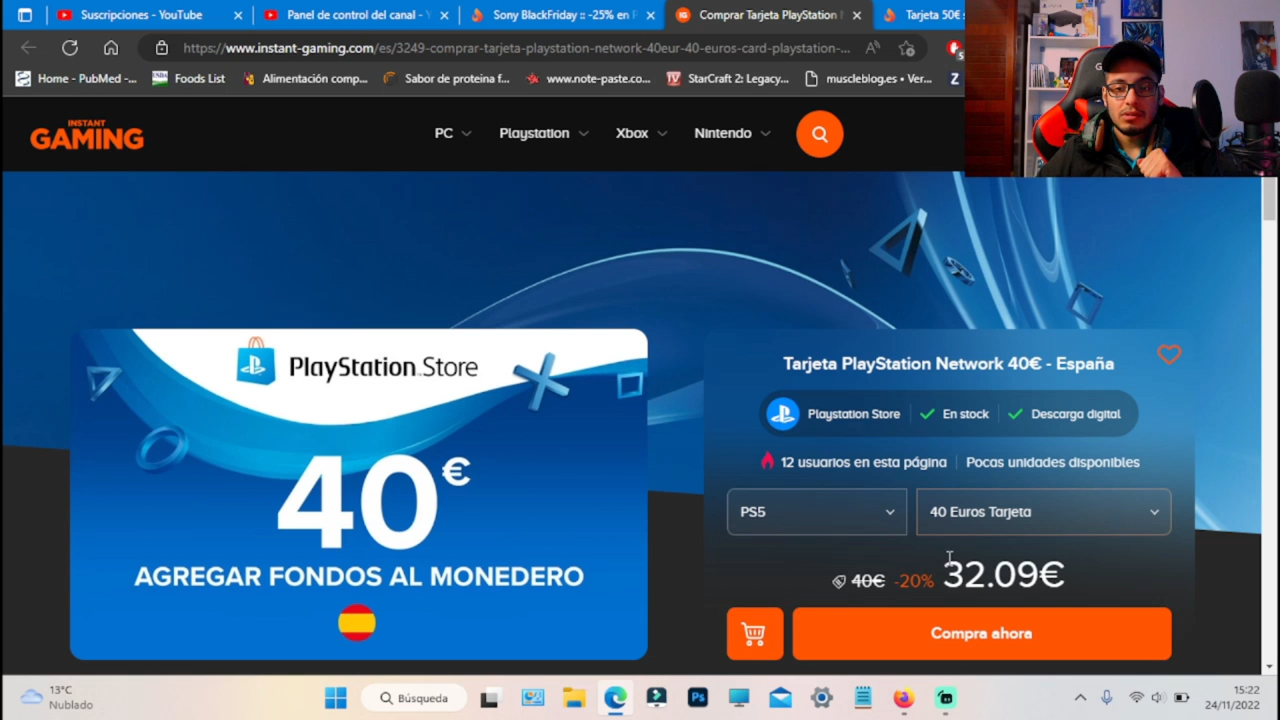 Suscripciones - YouTube
Panel de control del canal - Y
Sony BlackFriday :: -25% en P
Comprar Tarjeta PlayStation
Tarjeta 50€ s
https://www.instant-gaming.com/es/3249-comprar-tarjeta-playstation-network-40eur-40-euros-card-playstation-...
Home - PubMed -...
USDA
Foods List
Alimentación comp...
Sabor de proteina f...
www.note-paste.co...
StarCraft 2: Legacy...
muscleblog.es • Ver...
Z
INSTANT
GAMING
PC
Playstation
Xbox
Nintendo
PlayStation Store
40€
AGREGAR FONDOS AL MONEDERO
Tarjeta PlayStation Network 40€ - España
Playstation Store
En stock
Descarga digital
12 usuarios en esta página
Pocas unidades disponibles
PS5
40 Euros Tarjeta
40€ -20% 32.09€
Compra ahora
13°C
Nublado
Búsqueda
Ps
15:22
24/11/2022